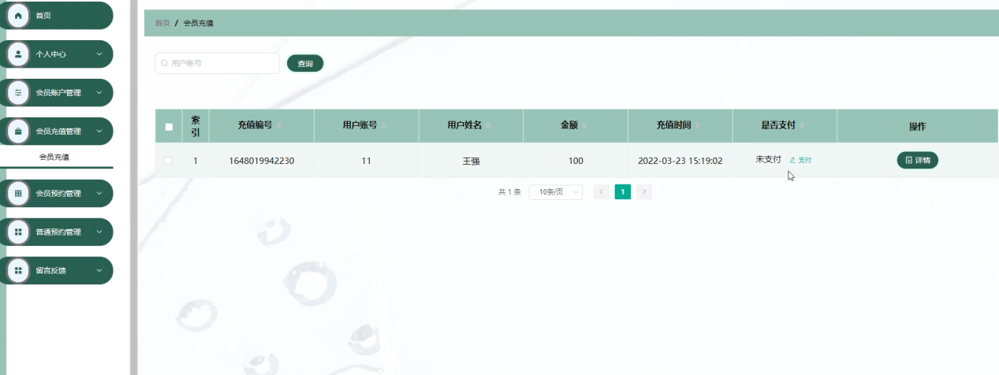 首页
个人中心
会员账户管理
会员充值管理
会员充值
会员预约管理
普通预约管理
留言反馈
首页 / 会员充值
用户账号 查询
索引 充值编号 用户账号 用户姓名 金额 充值时间 是否支付 操作
1 1648019942230 11 王强 100 2022-03-23 15:19:02 未支付 支付 详情
共 1 条 10条/页 1